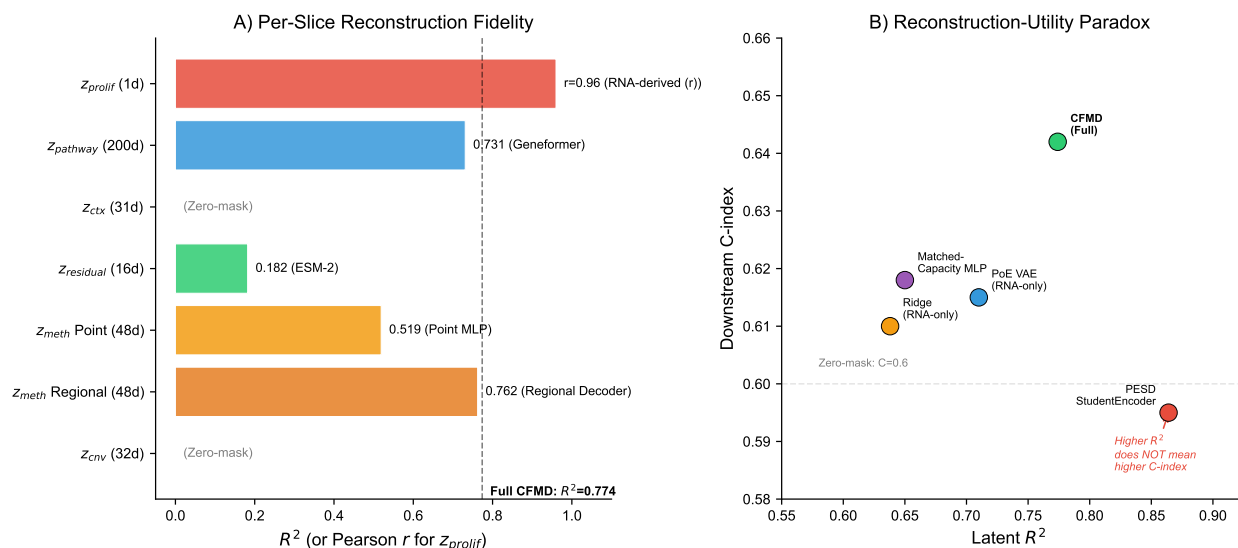 A) Per-Slice Reconstruction Fidelity
z_prolif (1d)
r=0.96 (RNA-derived (r))
z_pathway (200d)
0.731 (Geneformer)
z_ctx (31d)
(Zero-mask)
z_residual (16d)
0.182 (ESM-2)
z_meth Point (48d)
0.519 (Point MLP)
z_meth Regional (48d)
0.762 (Regional Decoder)
z_cnv (32d)
(Zero-mask)
Full CFMD: R²=0.774
0.0 0.2 0.4 0.6 0.8 1.0
R² (or Pearson r for z_prolif)
B) Reconstruction-Utility Paradox
Downstream C-index
0.66
0.65
0.64
0.63
0.62
0.61
0.60
0.59
0.58
CFMD
(Full)
Matched-
Capacity MLP
PoE VAE
(RNA-only)
Ridge
(RNA-only)
Zero-mask: C=0.6
PESD
StudentEncoder
Higher R²
does NOT mean
higher C-index
0.55 0.60 0.65 0.70 0.75 0.80 0.85 0.90
Latent R²